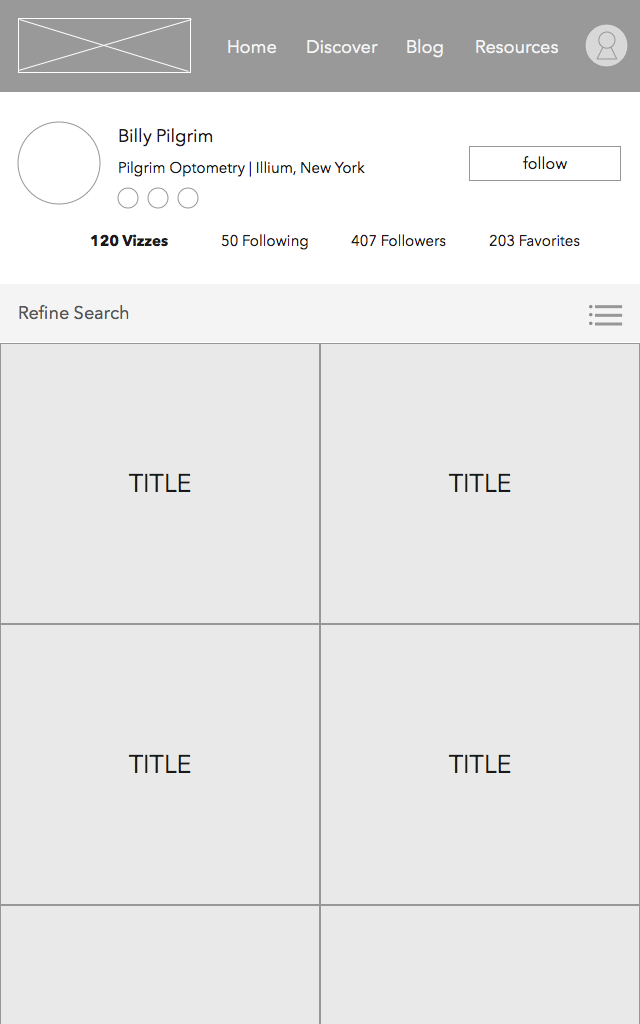 Home Discover Blog Resources
Billy Pilgrim
Pilgrim Optometry | Illium, New York
follow
120 Vizzes 50 Following 407 Followers 203 Favorites
Refine Search
TITLE TITLE
TITLE TITLE